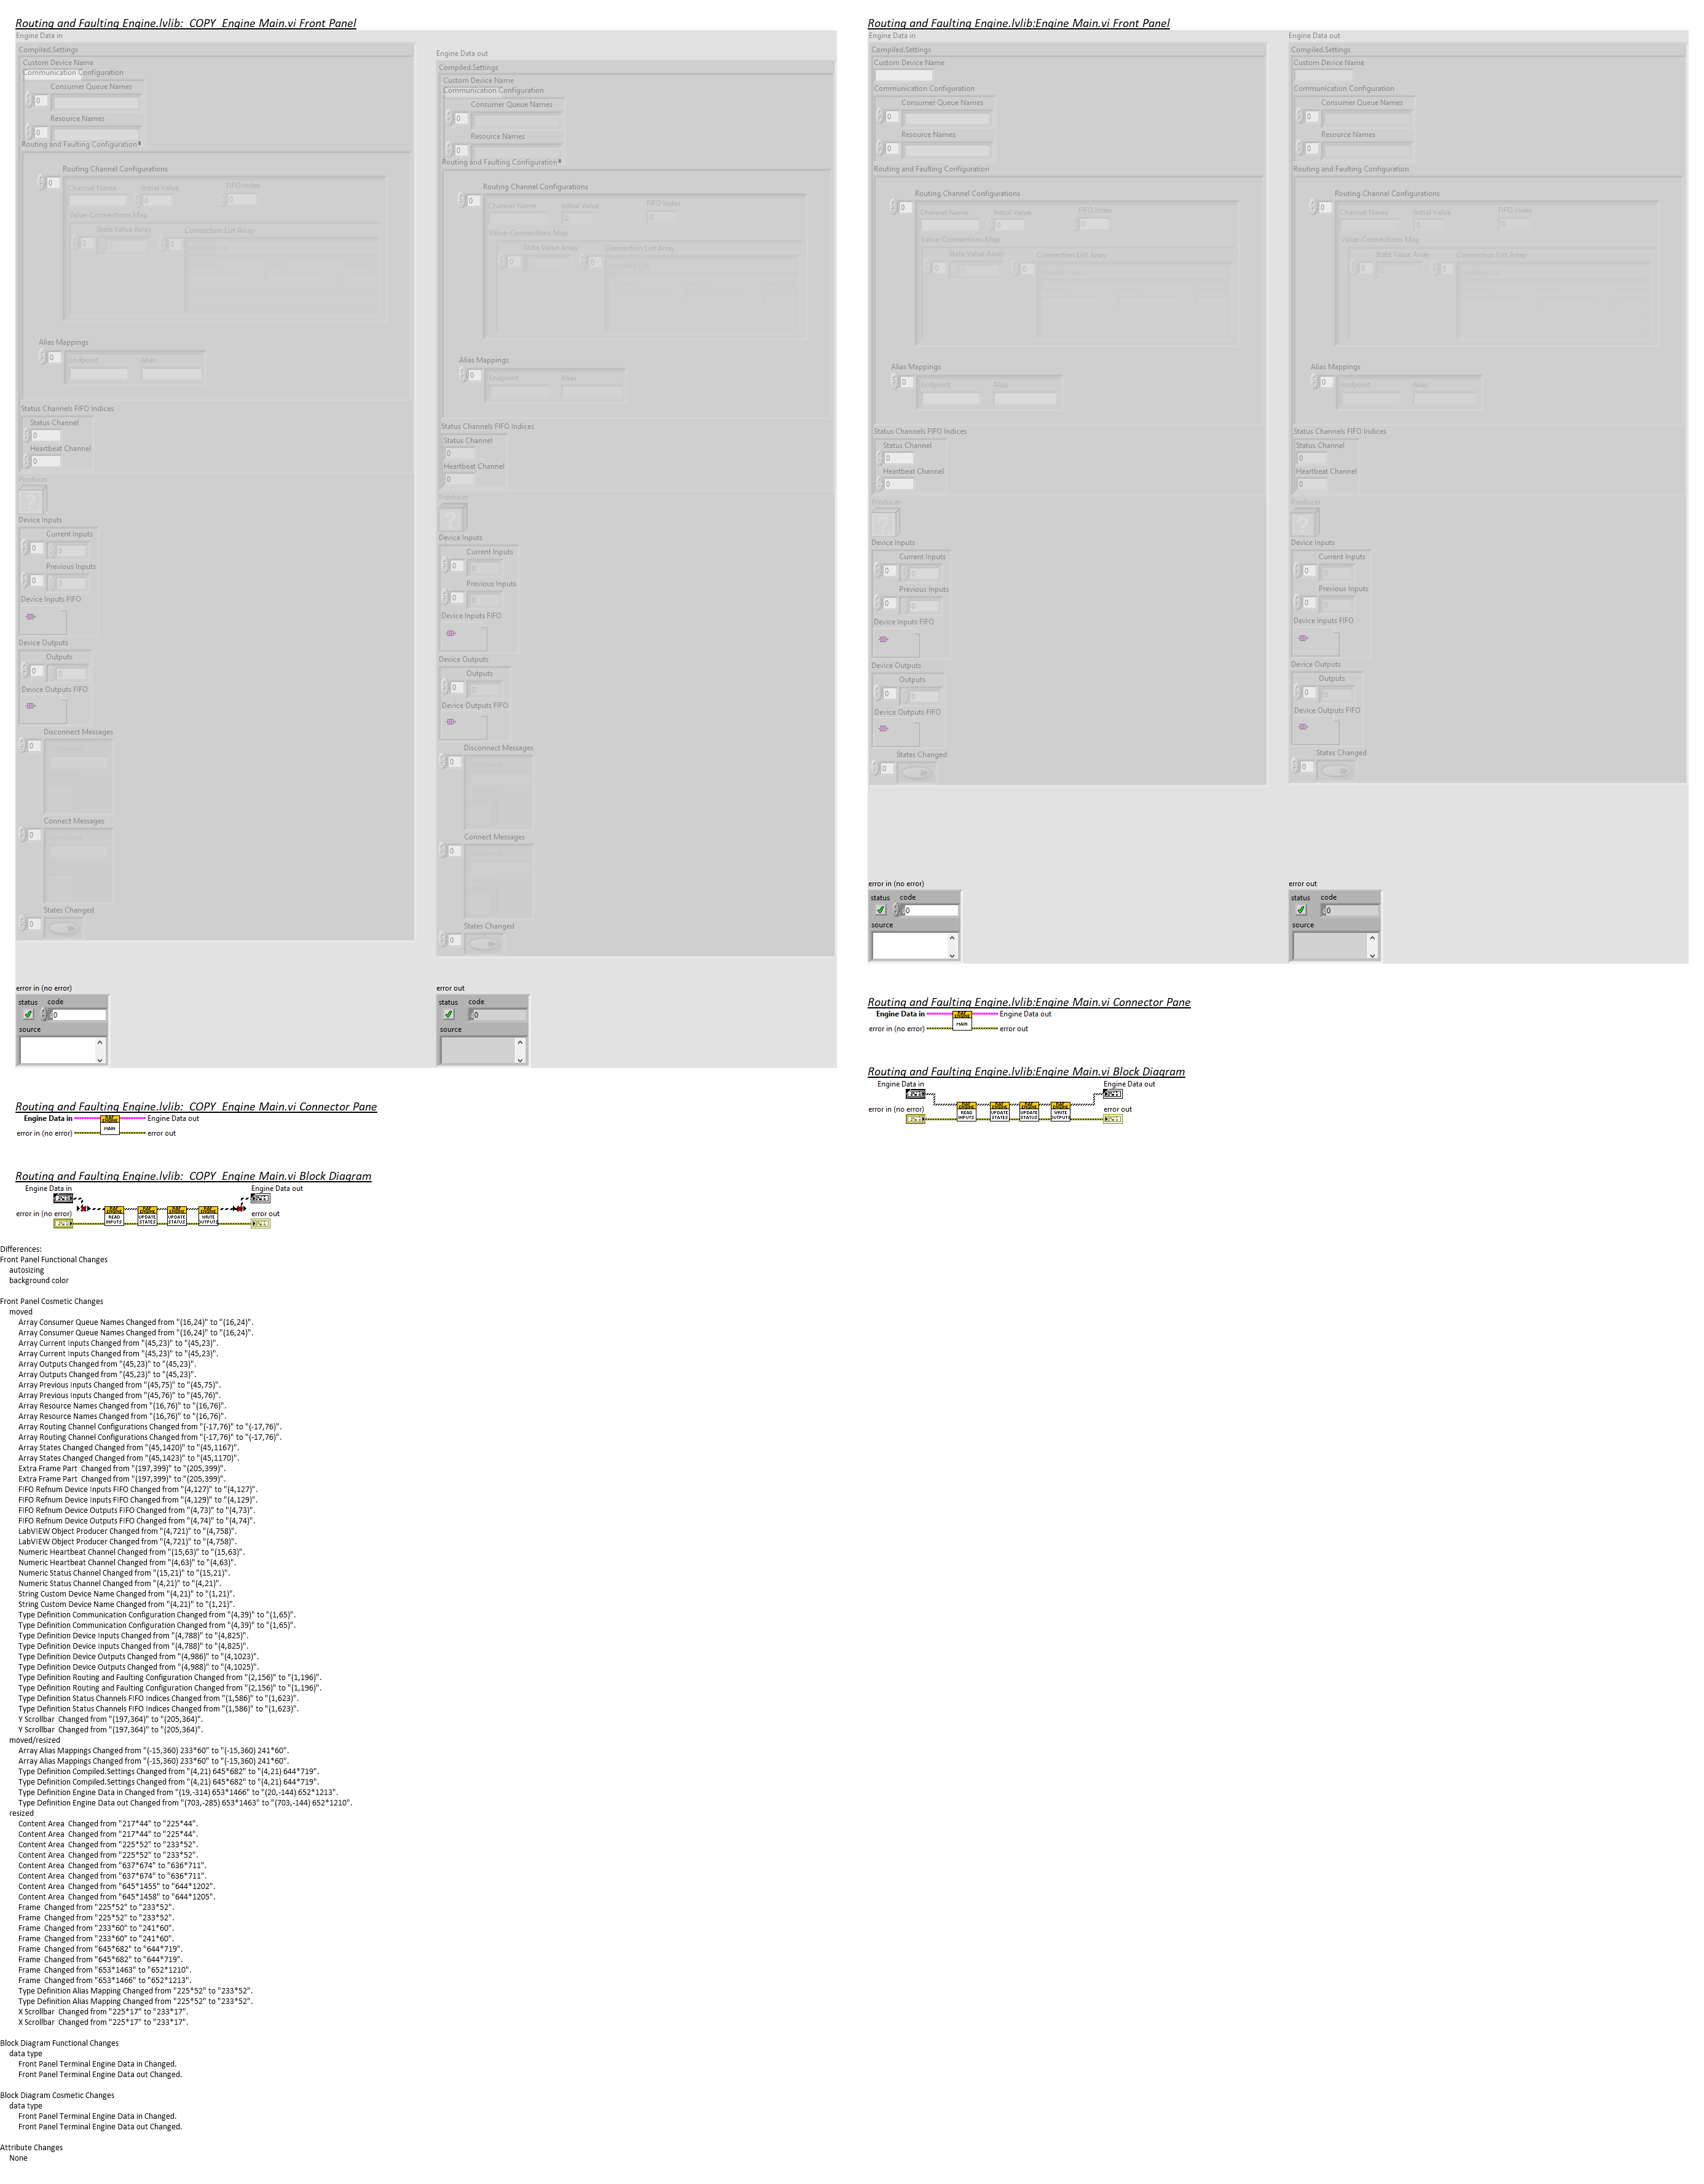 Routing and Faulting Engine.lvlib:_COPY_Engine Main.vi Front Panel
Engine Data in
Compiled.Settings
Custom Device Name
Communication Configuration
Consumer Queue Names
0
Resource Names
0
Routing and Faulting Configuration
Routing Channel Configurations
0
Channel Name Initial Value FIFO Index
0 0
Value-Connections Map
State Value Array Connection List Array
0 0
Alias Mappings
0
Endpoint Alias
Status Channels FIFO Indices
Status Channel
0
Heartbeat Channel
0
Producer
?
Device Inputs
Current Inputs
0 0
Previous Inputs
0 0
Device Inputs FIFO
Device Outputs
Outputs
0 0
Device Outputs FIFO
Disconnect Messages
0
Connect Messages
0
States Changed
0
error in (no error)
status code
0
source
Engine Data out
Compiled.Settings
Custom Device Name
Communication Configuration
Consumer Queue Names
0
Resource Names
0
Routing and Faulting Configuration
Routing Channel Configurations
0
Channel Name Initial Value FIFO Index
0 0
Value-Connections Map
State Value Array Connection List Array
0 0
Alias Mappings
0
Endpoint Alias
Status Channels FIFO Indices
Status Channel
0
Heartbeat Channel
0
Producer
?
Device Inputs
Current Inputs
0 0
Previous Inputs
0 0
Device Inputs FIFO
Device Outputs
Outputs
0 0
Device Outputs FIFO
Disconnect Messages
0
Connect Messages
0
States Changed
0
error out
status code
0
source
Routing and Faulting Engine.lvlib:_COPY_Engine Main.vi Connector Pane
Engine Data in Engine Data out
MAIN
error in (no error) error out
Routing and Faulting Engine.lvlib:_COPY_Engine Main.vi Block Diagram
Engine Data in Engine Data out
error in (no error) error out
READ INPUTS
UPDATE STATES
UPDATE STATUS
WRITE OUTPUTS
Routing and Faulting Engine.lvlib:Engine Main.vi Front Panel
Engine Data in
Compiled.Settings
Custom Device Name
Communication Configuration
Consumer Queue Names
0
Resource Names
0
Routing and Faulting Configuration
Routing Channel Configurations
0
Channel Name Initial Value FIFO Index
0 0
Value-Connections Map
State Value Array Connection List Array
0 0
Alias Mappings
0
Endpoint Alias
Status Channels FIFO Indices
Status Channel
0
Heartbeat Channel
0
Producer
?
Device Inputs
Current Inputs
0 0
Previous Inputs
0 0
Device Inputs FIFO
Device Outputs
Outputs
0 0
Device Outputs FIFO
States Changed
0
error in (no error)
status code
0
source
Engine Data out
Compiled.Settings
Custom Device Name
Communication Configuration
Consumer Queue Names
0
Resource Names
0
Routing and Faulting Configuration
Routing Channel Configurations
0
Channel Name Initial Value FIFO Index
0 0
Value-Connections Map
State Value Array Connection List Array
0 0
Alias Mappings
0
Endpoint Alias
Status Channels FIFO Indices
Status Channel
0
Heartbeat Channel
0
Producer
?
Device Inputs
Current Inputs
0 0
Previous Inputs
0 0
Device Inputs FIFO
Device Outputs
Outputs
0 0
Device Outputs FIFO
States Changed
0
error out
status code
0
source
Routing and Faulting Engine.lvlib:Engine Main.vi Connector Pane
Engine Data in Engine Data out
MAIN
error in (no error) error out
Routing and Faulting Engine.lvlib:Engine Main.vi Block Diagram
Engine Data in Engine Data out
error in (no error) error out
READ INPUTS
UPDATE STATES
UPDATE STATUS
WRITE OUTPUTS
Differences:
Front Panel Functional Changes
autosizing
background color
Front Panel Cosmetic Changes
moved
Array Consumer Queue Names Changed from "(16,24)" to "(16,24)".
Array Consumer Queue Names Changed from "(16,24)" to "(16,24)".
Array Current Inputs Changed from "(45,23)" to "(45,23)".
Array Current Inputs Changed from "(45,23)" to "(45,23)".
Array Outputs Changed from "(45,23)" to "(45,23)".
Array Outputs Changed from "(45,23)" to "(45,23)".
Array Previous Inputs Changed from "(45,75)" to "(45,75)".
Array Previous Inputs Changed from "(45,76)" to "(45,76)".
Array Resource Names Changed from "(16,76)" to "(16,76)".
Array Resource Names Changed from "(16,76)" to "(16,76)".
Array Routing Channel Configurations Changed from "(-17,76)" to "(-17,76)".
Array Routing Channel Configurations Changed from "(-17,76)" to "(-17,76)".
Array States Changed Changed from "(45,1420)" to "(45,1167)".
Array States Changed Changed from "(45,1423)" to "(45,1170)".
Extra Frame Part  Changed from "(197,399)" to "(205,399)".
Extra Frame Part  Changed from "(197,399)" to "(205,399)".
FIFO Refnum Device Inputs FIFO Changed from "(4,127)" to "(4,127)".
FIFO Refnum Device Inputs FIFO Changed from "(4,129)" to "(4,129)".
FIFO Refnum Device Outputs FIFO Changed from "(4,73)" to "(4,73)".
FIFO Refnum Device Outputs FIFO Changed from "(4,74)" to "(4,74)".
LabVIEW Object Producer Changed from "(4,721)" to "(4,758)".
LabVIEW Object Producer Changed from "(4,721)" to "(4,758)".
Numeric Heartbeat Channel Changed from "(15,63)" to "(15,63)".
Numeric Heartbeat Channel Changed from "(4,63)" to "(4,63)".
Numeric Status Channel Changed from "(15,21)" to "(15,21)".
Numeric Status Channel Changed from "(4,21)" to "(4,21)".
String Custom Device Name Changed from "(4,21)" to "(1,21)".
String Custom Device Name Changed from "(4,21)" to "(1,21)".
Type Definition Communication Configuration Changed from "(4,39)" to "(1,65)".
Type Definition Communication Configuration Changed from "(4,39)" to "(1,65)".
Type Definition Device Inputs Changed from "(4,788)" to "(4,825)".
Type Definition Device Inputs Changed from "(4,788)" to "(4,825)".
Type Definition Device Outputs Changed from "(4,986)" to "(4,1023)".
Type Definition Device Outputs Changed from "(4,988)" to "(4,1025)".
Type Definition Routing and Faulting Configuration Changed from "(2,156)" to "(1,196)".
Type Definition Routing and Faulting Configuration Changed from "(2,156)" to "(1,196)".
Type Definition Status Channels FIFO Indices Changed from "(1,586)" to "(1,623)".
Type Definition Status Channels FIFO Indices Changed from "(1,586)" to "(1,623)".
Y Scrollbar  Changed from "(197,364)" to "(205,364)".
Y Scrollbar  Changed from "(197,364)" to "(205,364)".
moved/resized
Array Alias Mappings Changed from "(-15,360) 233*60" to "(-15,360) 241*60".
Array Alias Mappings Changed from "(-15,360) 233*60" to "(-15,360) 241*60".
Type Definition Compiled.Settings Changed from "(4,21) 645*682" to "(4,21) 644*719".
Type Definition Compiled.Settings Changed from "(4,21) 645*682" to "(4,21) 644*719".
Type Definition Engine Data in Changed from "(19,-314) 653*1466" to "(20,-144) 652*1213".
Type Definition Engine Data out Changed from "(703,-285) 653*1463" to "(703,-144) 652*1210".
resized
Content Area  Changed from "217*44" to "225*44".
Content Area  Changed from "217*44" to "225*44".
Content Area  Changed from "225*52" to "233*52".
Content Area  Changed from "225*52" to "233*52".
Content Area  Changed from "637*674" to "636*711".
Content Area  Changed from "637*674" to "636*711".
Content Area  Changed from "645*1455" to "644*1202".
Content Area  Changed from "645*1458" to "644*1205".
Frame  Changed from "225*52" to "233*52".
Frame  Changed from "225*52" to "233*52".
Frame  Changed from "233*60" to "241*60".
Frame  Changed from "233*60" to "241*60".
Frame  Changed from "645*682" to "644*719".
Frame  Changed from "645*682" to "644*719".
Frame  Changed from "653*1463" to "652*1210".
Frame  Changed from "653*1466" to "652*1213".
Type Definition Alias Mapping Changed from "225*52" to "233*52".
Type Definition Alias Mapping Changed from "225*52" to "233*52".
X Scrollbar  Changed from "225*17" to "233*17".
X Scrollbar  Changed from "225*17" to "233*17".
Block Diagram Functional Changes
data type
Front Panel Terminal Engine Data in Changed.
Front Panel Terminal Engine Data out Changed.
Block Diagram Cosmetic Changes
data type
Front Panel Terminal Engine Data in Changed.
Front Panel Terminal Engine Data out Changed.
Attribute Changes
None